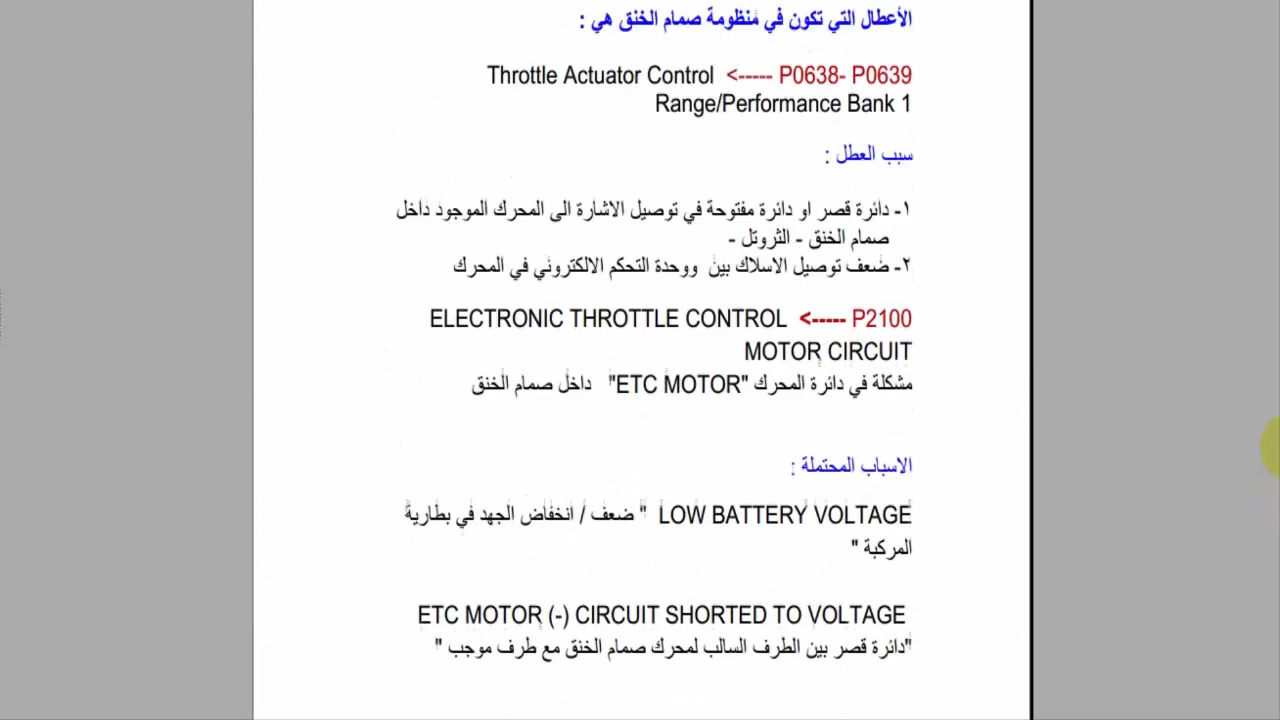 الأعطال التي تكون في منظومة صمام الخنق هي :
Throttle Actuator Control <----- P0638- P0639
Range/Performance Bank 1
سبب العطل :
١- دائرة قصر او دائرة مفتوحة في توصيل الاشارة الى المحرك الموجود داخل
صمام الخنق - الثروتل -
٢- ضعف توصيل الاسلاك بين ووحدة التحكم الالكتروني في المحرك
ELECTRONIC THROTTLE CONTROL <----- P2100
MOTOR CIRCUIT
مشكلة في دائرة المحرك "ETC MOTOR" داخل صمام الخنق
الاسباب المحتملة :
LOW BATTERY VOLTAGE " ضعف / انخفاض الجهد في بطارية
المركبة "
ETC MOTOR (-) CIRCUIT SHORTED TO VOLTAGE
"دائرة قصر بين الطرف السالب لمحرك صمام الخنق مع طرف موجب "